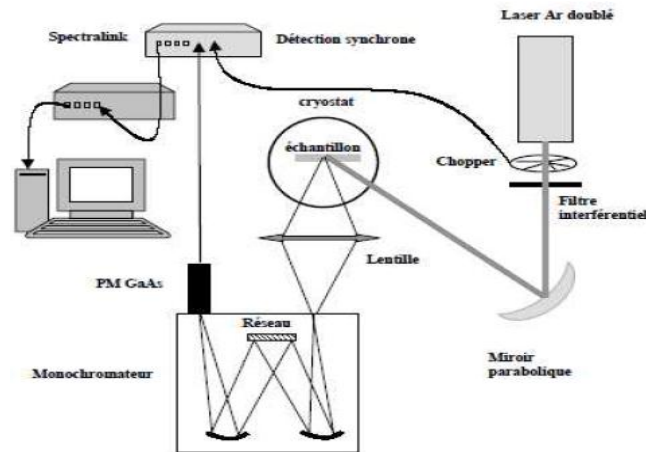 Laser Ar doublé
Spectralink
Détection synchrone
cryostat
échantillon
Chopper
Filtre
interférentiel
Lentille
PM GaAs
Réseau
Monochromateur
Miroir
parabolique